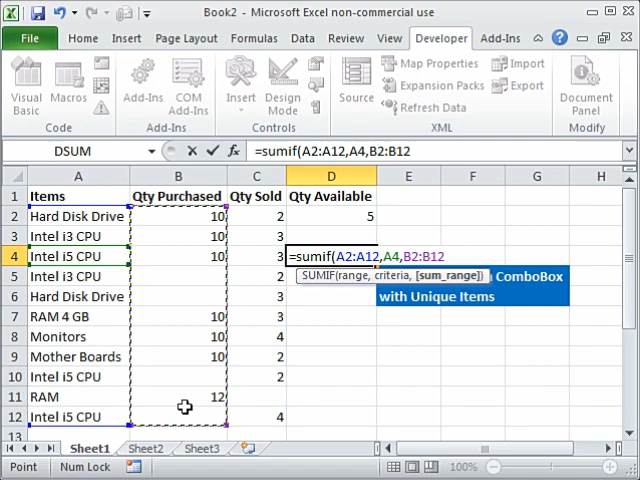 Book2 - Microsoft Excel non-commercial use
File Home Insert Page Layout Formulas Data Review View Developer Add-Ins
Visual Basic Macros Add-Ins COM Add-Ins Insert Design Mode Source Map Properties Expansion Packs Refresh Data Import Export Document Panel
Code Add-Ins Controls XML Modify
DSUM =sumif(A2:A12,A4,B2:B12
A B C D E F G H
1 Items Qty Purchased Qty Sold Qty Available
2 Hard Disk Drive 10 2 5
3 Intel i3 CPU 10 3
4 Intel i5 CPU 10 3 =sumif(A2:A12,A4,B2:B12
SUMIF(range, criteria, [sum_range])
5 Intel i3 CPU 2 ComboBox
6 Hard Disk Drive 3 with Unique Items
7 RAM 4 GB 10 3
8 Monitors 10 4
9 Mother Boards 10 2
10 Intel i5 CPU 2
11 RAM 12
12 Intel i5 CPU 4
13
Sheet1 Sheet2 Sheet3
Point Num Lock 100%